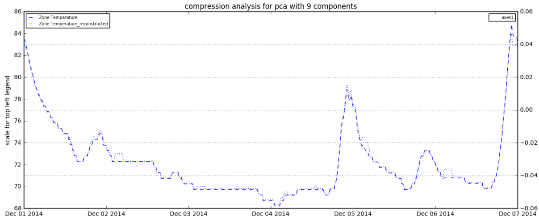 compression analysis for pca with 9 components
86
84
82
80
78
76
74
72
70
68
scale for top left legend
Zone Temperature
Zone Temperature_reconstructed
axes1
0.06
0.04
0.02
0.00
−0.02
−0.04
−0.06
Dec 01 2014
Dec 02 2014
Dec 03 2014
Dec 04 2014
Dec 05 2014
Dec 06 2014
Dec 07 2014